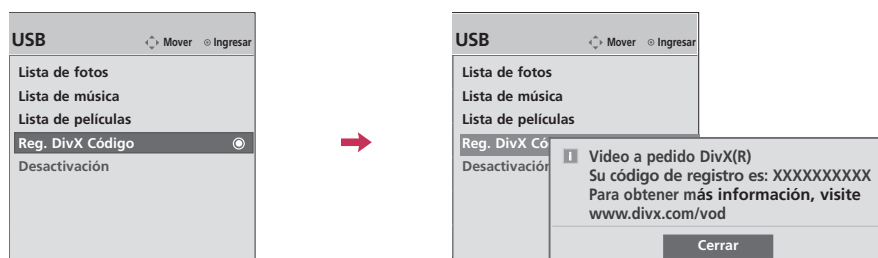 USB
Mover
Ingresar
Lista de fotos
Lista de música
Lista de películas
Reg. DivX Código
Desactivación
USB
Mover
Ingresar
Lista de fotos
Lista de música
Lista de películas
Reg. DivX Có
Desactivación
Video a pedido DivX(R)
Su código de registro es: XXXXXXXXXX
Para obtener más información, visite
www.divx.com/vod
Cerrar